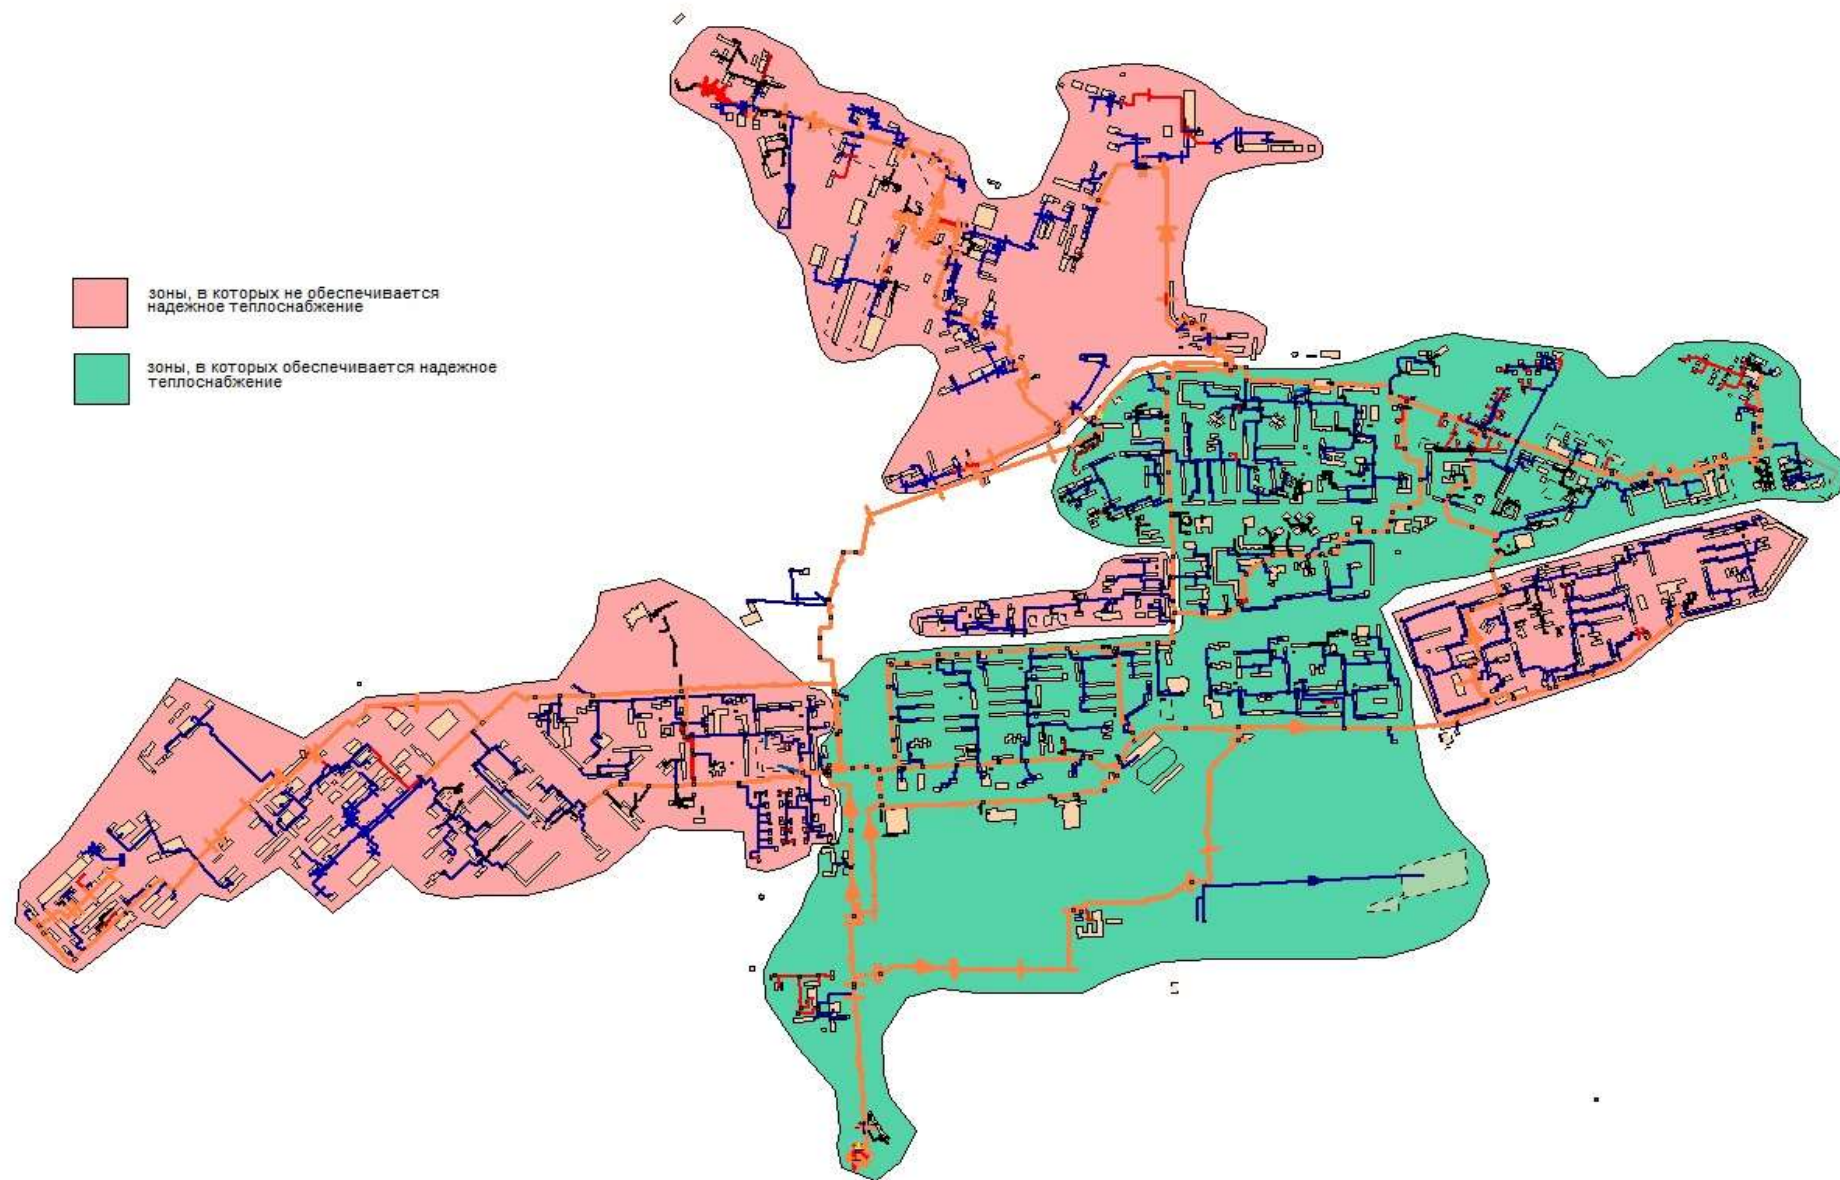 зоны, в которых не обеспечивается
надежное теплоснабжение
зоны, в которых обеспечивается надежное
теплоснабжение